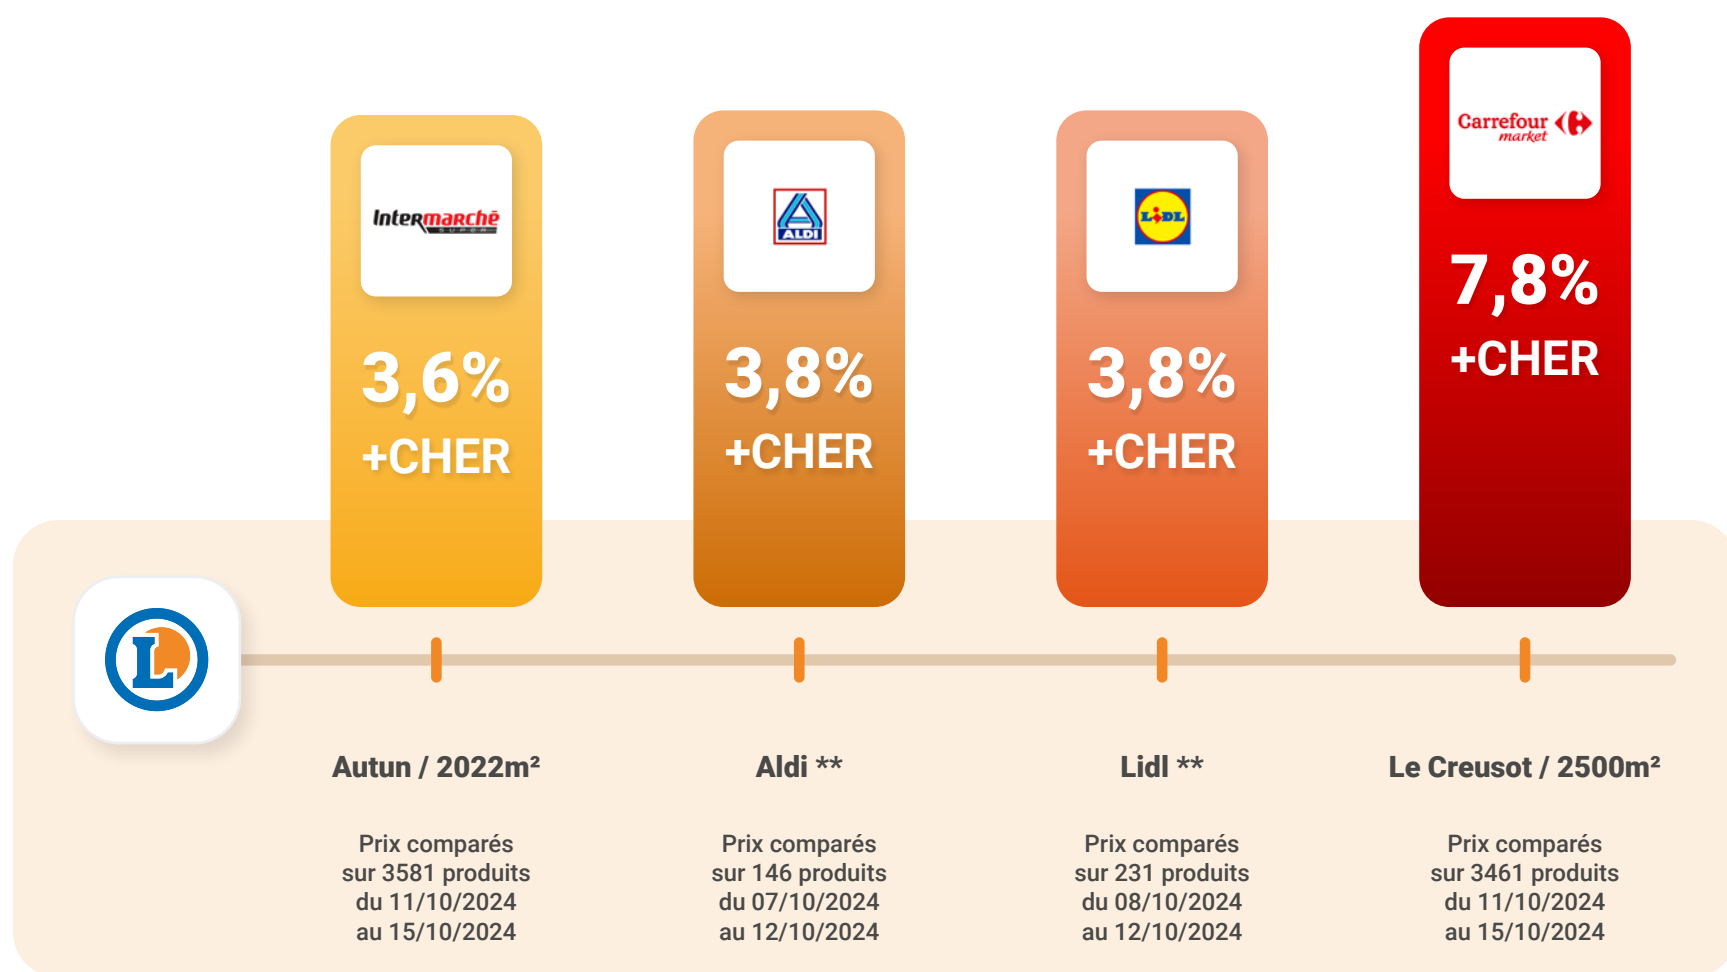 Intermarché
SUPER
3,6%
+CHER
ALDI
3,8%
+CHER
LIDL
3,8%
+CHER
Carrefour
market
7,8%
+CHER
L
Autun / 2022m²
Prix comparés
sur 3581 produits
du 11/10/2024
au 15/10/2024
Aldi **
Prix comparés
sur 146 produits
du 07/10/2024
au 12/10/2024
Lidl **
Prix comparés
sur 231 produits
du 08/10/2024
au 12/10/2024
Le Creusot / 2500m²
Prix comparés
sur 3461 produits
du 11/10/2024
au 15/10/2024